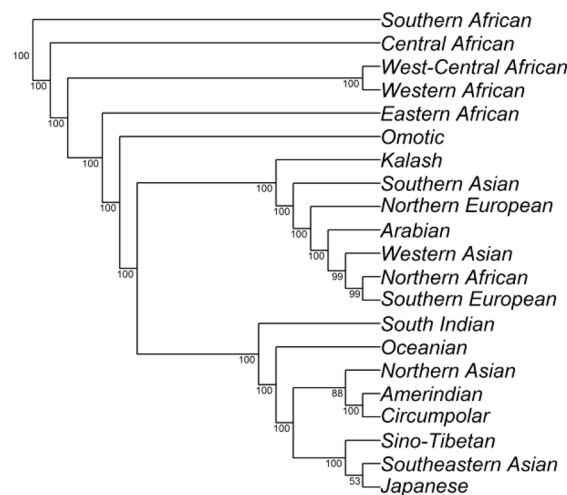 Southern African
100
Central African
100
West-Central African
100
Western African
100
Eastern African
100
Omotic
100
Kalash
100
Southern Asian
100
Northern European
100
Arabian
100
Western Asian
99
Northern African
99
Southern European
100
South Indian
100
Oceanian
100
Northern Asian
88
Amerindian
100
Circumpolar
100
Sino-Tibetan
100
Southeastern Asian
53
Japanese